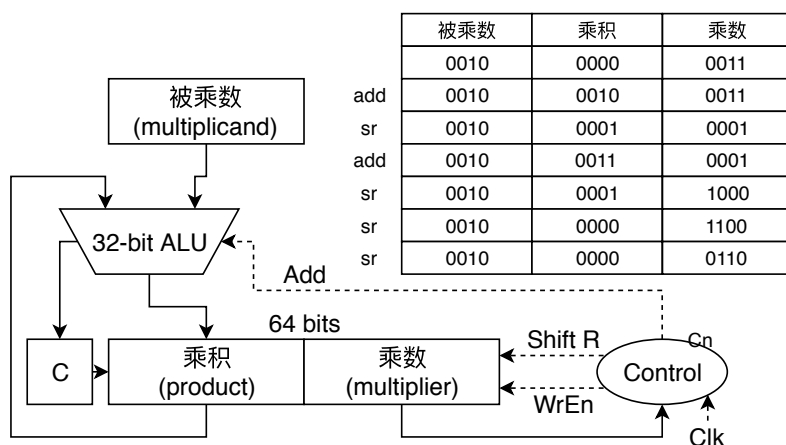 被乘数 乘积 乘数
0010 0000 0011
add 0010 0010 0011
sr 0010 0001 0001
add 0010 0011 0001
sr 0010 0001 1000
sr 0010 0000 1100
sr 0010 0000 0110
被乘数
(multiplicand)
32-bit ALU
Add
64 bits
C
乘积
(product)
乘数
(multiplier)
Shift R
WrEn
Cn
Control
Clk